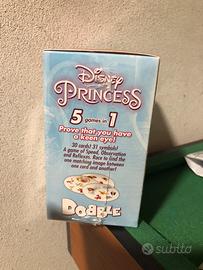 Disney
PRINCESS
5 games in 1
Prove that you have
a keen eye!
30 cards! 31 symbols!
A game of Speed, Observation
and Reflexes. Race to find the
one matching image between
one card and another!
DOBBLE
subito